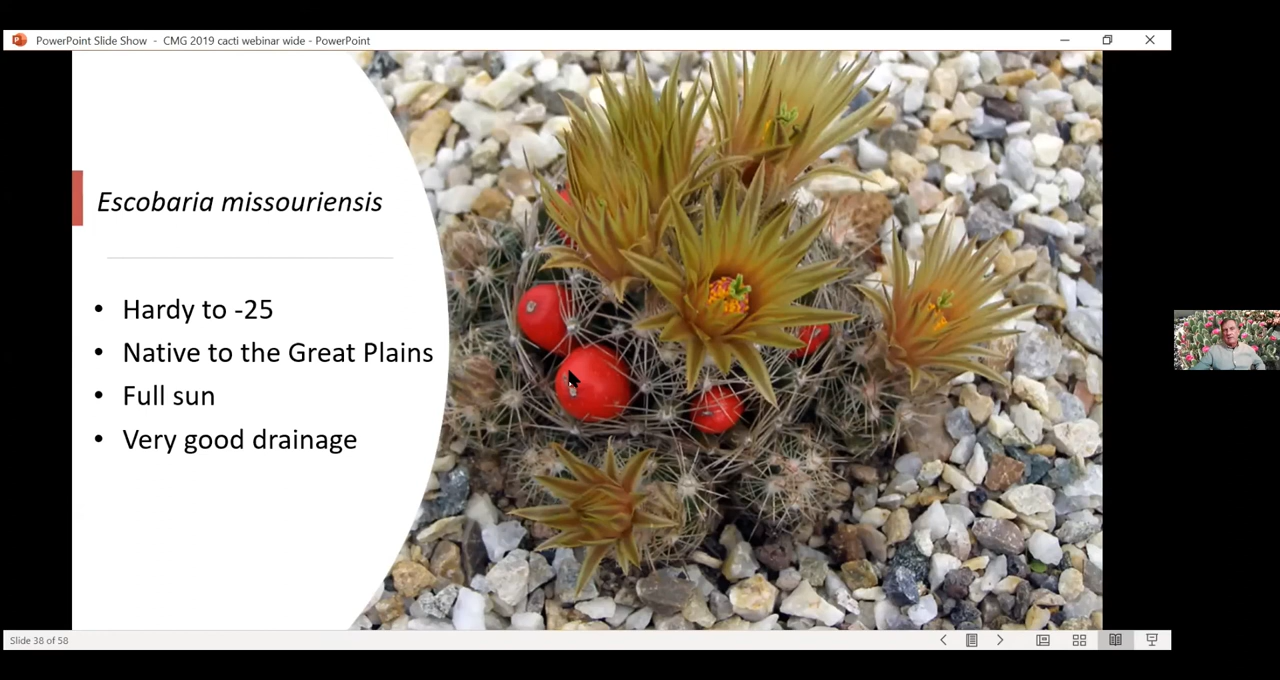 PowerPoint Slide Show - CMG 2019 cacti webinar wide - PowerPoint
Escobaria missouriensis
• Hardy to -25
• Native to the Great Plains
• Full sun
• Very good drainage
Slide 38 of 58